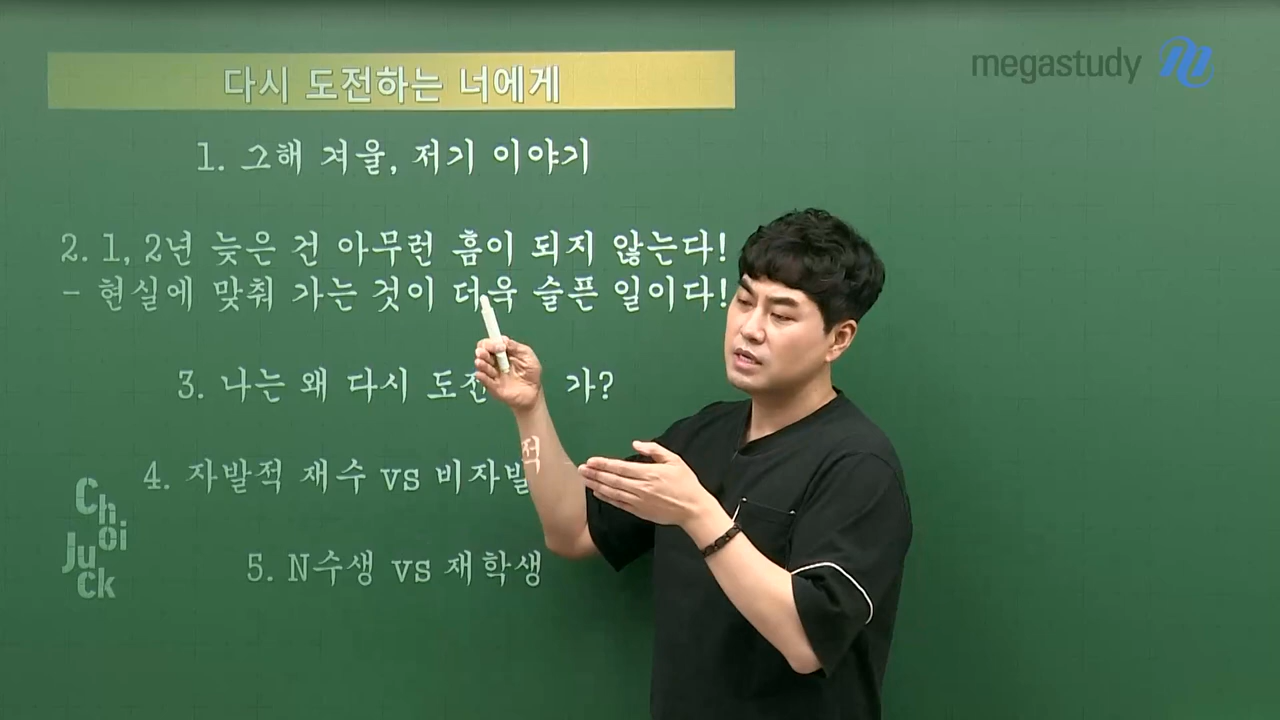 megastudy
다시 도전하는 너에게
1. 그해 겨울, 저기 이야기
2. 1, 2년 늦은 건 아무런 흠이 되지 않는다!
- 현실에 맞춰 가는 것이 더욱 슬픈 일이다!
3. 나는 왜 다시 가?
4. 자발적 재수 vs 비자발적
5. N수생 vs 재학생
Choi
Juck